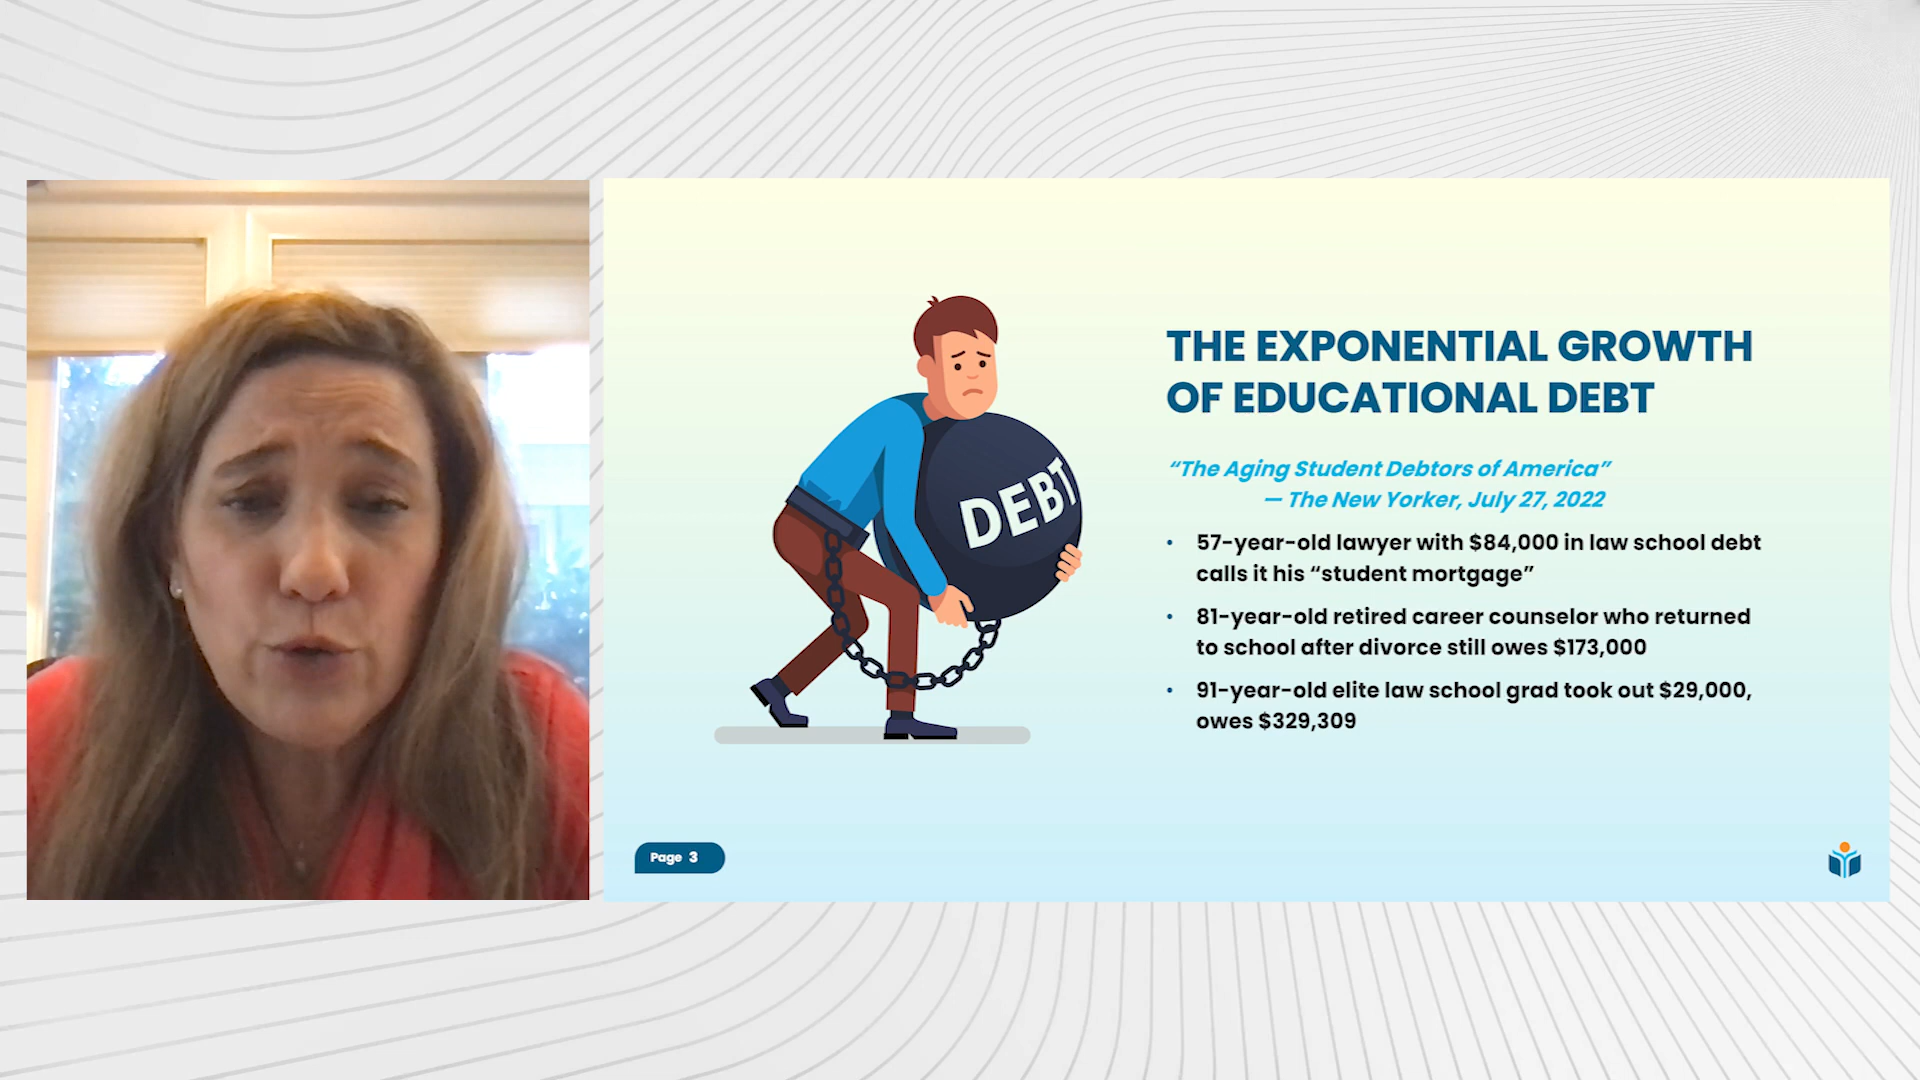 THE EXPONENTIAL GROWTH
OF EDUCATIONAL DEBT
“The Aging Student Debtors of America”
— The New Yorker, July 27, 2022
• 57-year-old lawyer with $84,000 in law school debt
calls it his “student mortgage”
• 81-year-old retired career counselor who returned
to school after divorce still owes $173,000
• 91-year-old elite law school grad took out $29,000,
owes $329,309
DEBT
Page 3